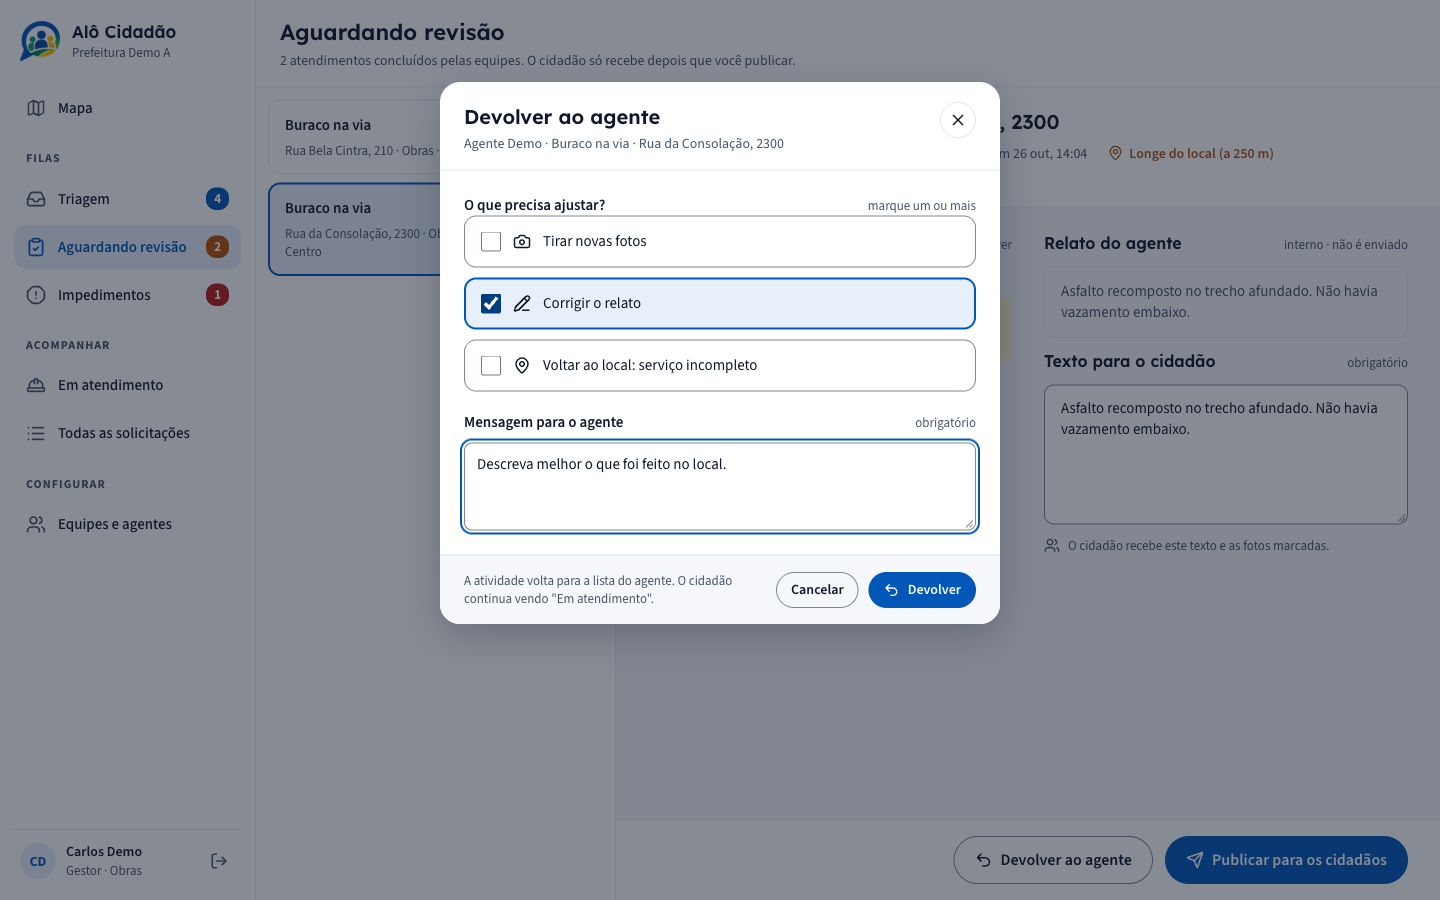 Alô Cidadão
Prefeitura Demo A
Mapa
FILAS
Triagem 4
Aguardando revisão 2
Impedimentos 1
ACOMPANHAR
Em atendimento
Todas as solicitações
CONFIGURAR
Equipes e agentes
CD
Carlos Demo
Gestor · Obras
Aguardando revisão
2 atendimentos concluídos pelas equipes. O cidadão só recebe depois que você publicar.
Buraco na via
Rua Bela Cintra, 210 · Obras ·
Buraco na via
Rua da Consolação, 2300 ·
Centro
Devolver ao agente
Agente Demo · Buraco na via · Rua da Consolação, 2300
O que precisa ajustar? marque um ou mais
Tirar novas fotos
Corrigir o relato
Voltar ao local: serviço incompleto
Mensagem para o agente obrigatório
Descreva melhor o que foi feito no local.
A atividade volta para a lista do agente. O cidadão
continua vendo "Em atendimento".
Cancelar
Devolver
, 2300
26 out, 14:04 Longe do local (a 250 m)
Relato do agente interno · não é enviado
Asfalto recomposto no trecho afundado. Não havia
vazamento embaixo.
Texto para o cidadão obrigatório
Asfalto recomposto no trecho afundado. Não havia
vazamento embaixo.
O cidadão recebe este texto e as fotos marcadas.
Devolver ao agente
Publicar para os cidadãos